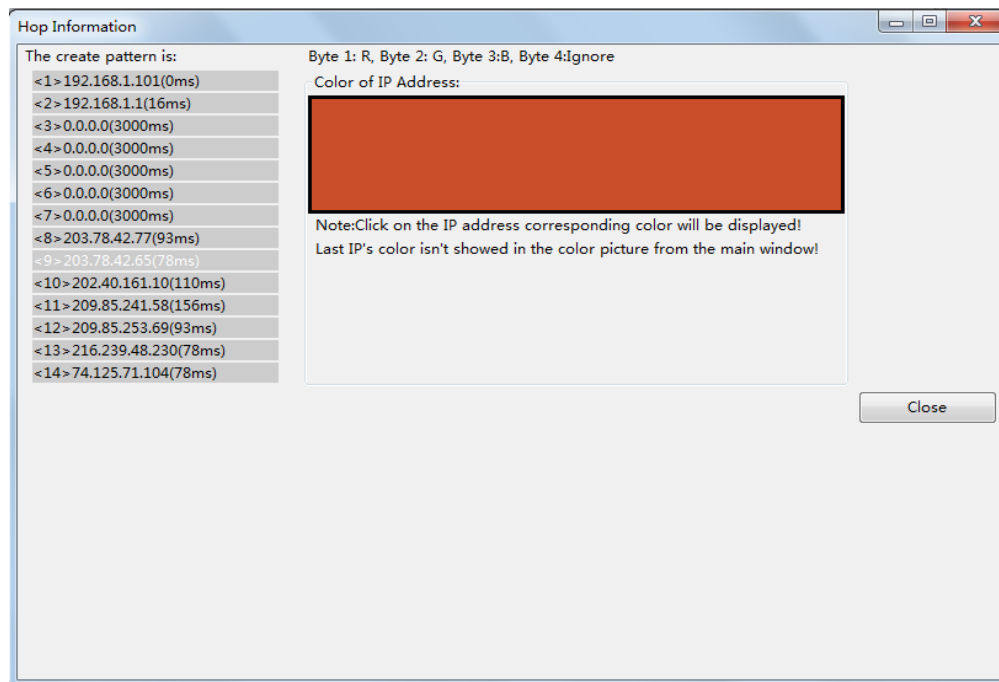 Hop Information
The create pattern is:
<1>192.168.1.101(0ms)
<2>192.168.1.1(16ms)
<3>0.0.0.0(3000ms)
<4>0.0.0.0(3000ms)
<5>0.0.0.0(3000ms)
<6>0.0.0.0(3000ms)
<7>0.0.0.0(3000ms)
<8>203.78.42.77(93ms)
<9>203.78.42.65(78ms)
<10>202.40.161.10(110ms)
<11>209.85.241.58(156ms)
<12>209.85.253.69(93ms)
<13>216.239.48.230(78ms)
<14>74.125.71.104(78ms)
Byte 1: R, Byte 2: G, Byte 3:B, Byte 4:Ignore
Color of IP Address:
Note:Click on the IP address corresponding color will be displayed!
Last IP's color isn't showed in the color picture from the main window!
Close